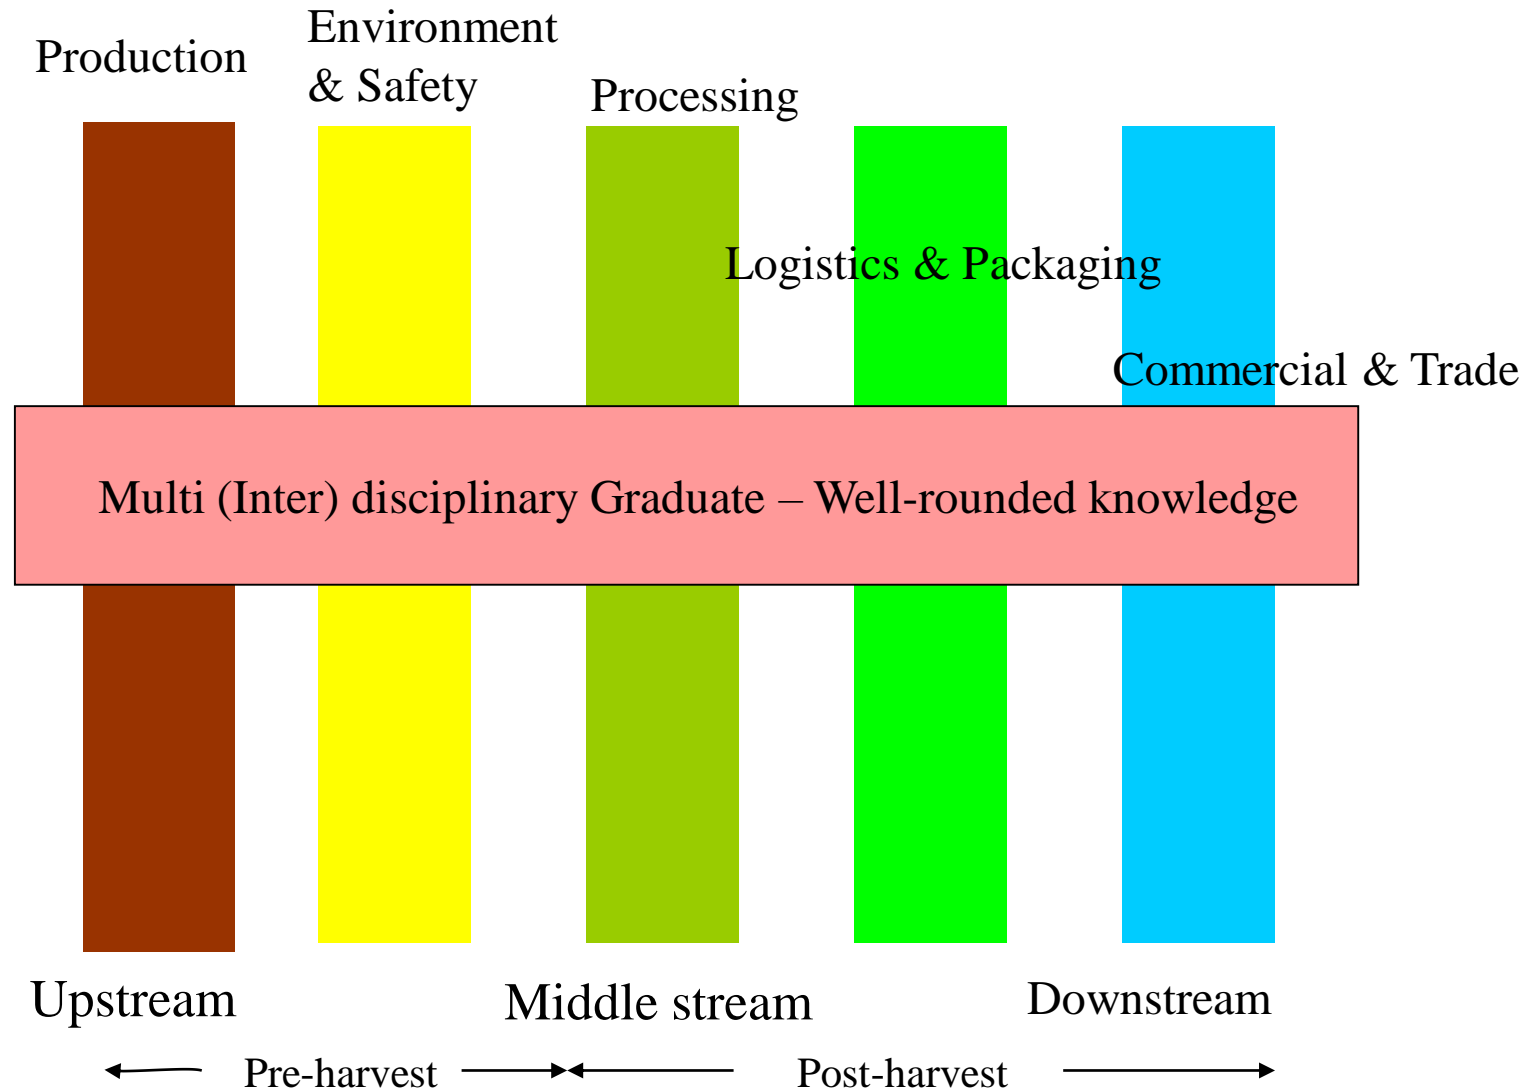 Production
Environment
& Safety
Processing
Logistics & Packaging
Commercial & Trade
Multi (Inter) disciplinary Graduate – Well-rounded knowledge
Upstream
Middle stream
Downstream
Pre-harvest
Post-harvest